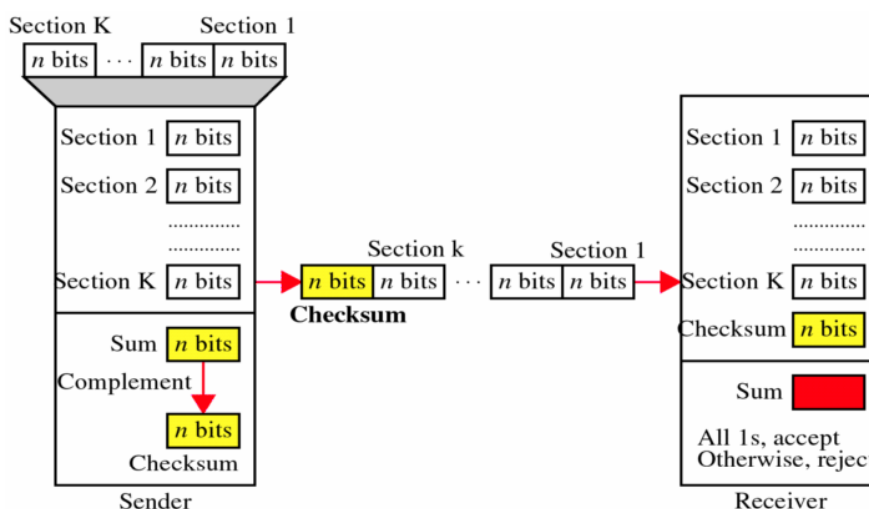 Section K Section 1
n bits ... n bits n bits
Section 1 n bits
Section 2 n bits
Section K n bits
Sum n bits
Complement
n bits
Checksum
Sender
Section k Section 1
n bits n bits ... n bits n bits
Checksum
Section 1 n bits
Section 2 n bits
Section K n bits
Checksum n bits
Sum
All 1s, accept
Otherwise, reject
Receiver